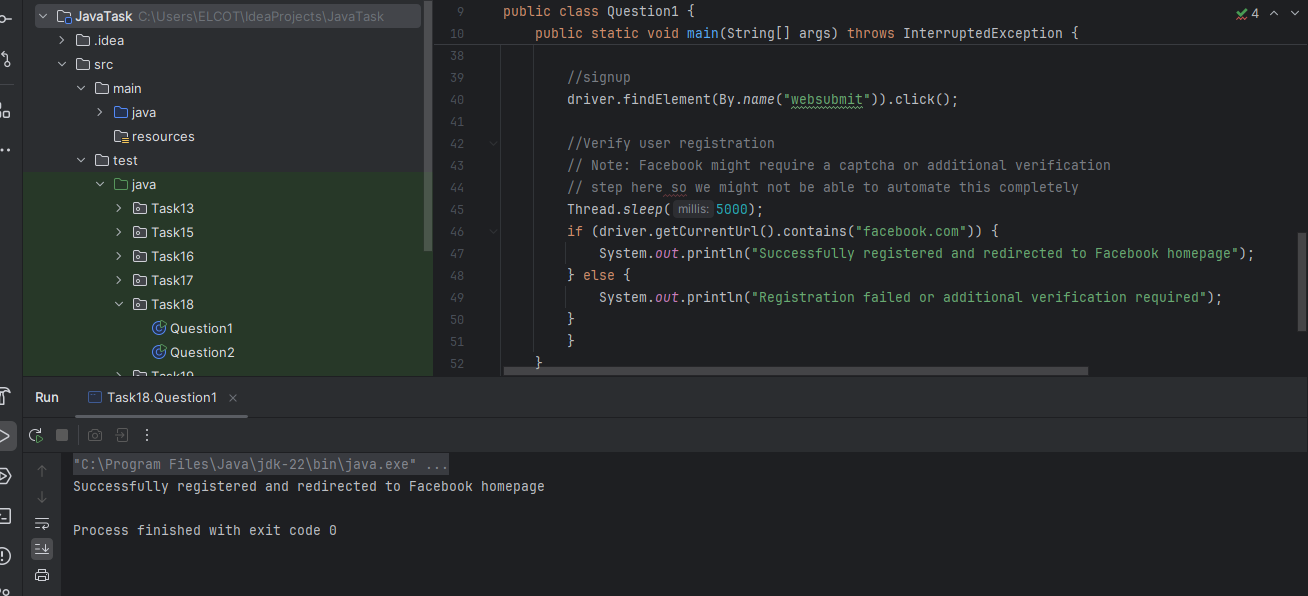 JavaTask C:\Users\ELCOT\IdeaProjects\JavaTask
.idea
src
main
java
resources
test
java
Task13
Task15
Task16
Task17
Task18
Question1
Question2
Task19
4
9 public class Question1 {
10 public static void main(String[] args) throws InterruptedException {
38
39 //signup
40 driver.findElement(By.name("websubmit")).click();
41
42 //Verify user registration
43 // Note: Facebook might require a captcha or additional verification
44 // step here so we might not be able to automate this completely
45 Thread.sleep( millis: 5000);
46 if (driver.getCurrentUrl().contains("facebook.com")) {
47 System.out.println("Successfully registered and redirected to Facebook homepage");
48 } else {
49 System.out.println("Registration failed or additional verification required");
50 }
51 }
52 }
Run Task18.Question1
"C:\Program Files\Java\jdk-22\bin\java.exe" ...
Successfully registered and redirected to Facebook homepage
Process finished with exit code 0